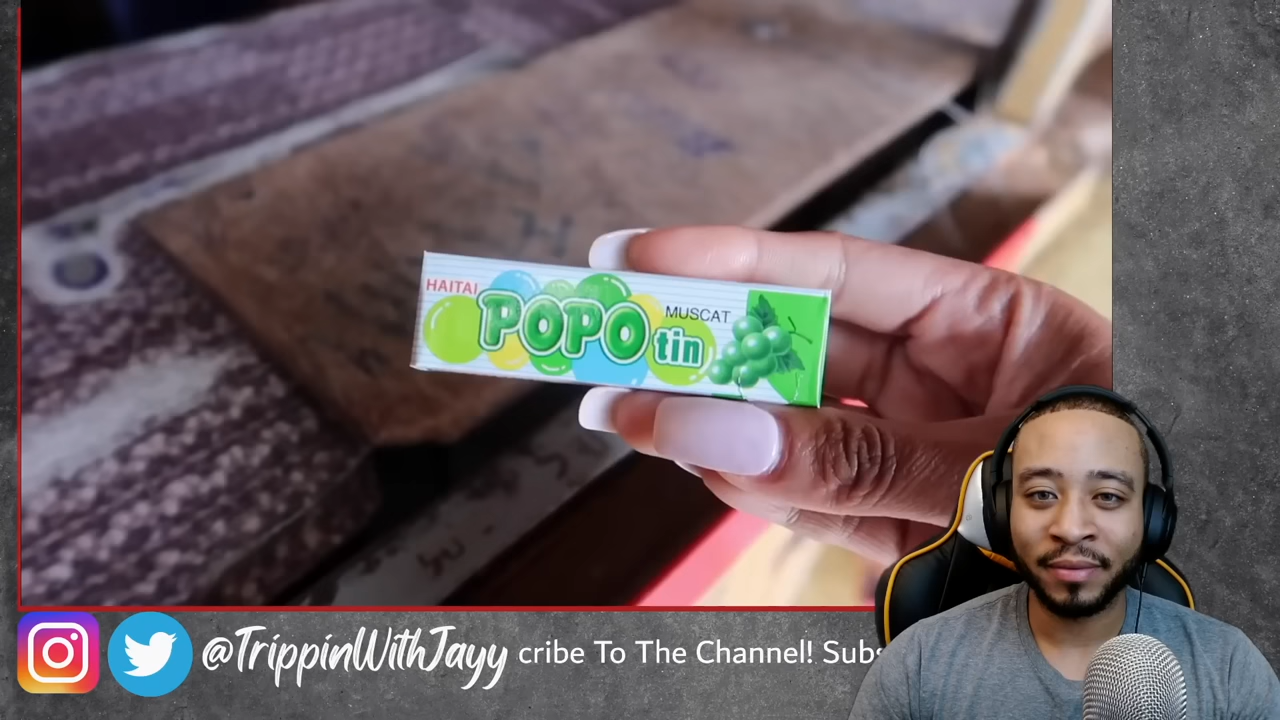 HAITAI
POPO tin
MUSCAT
@TrippinWithJayy
cribe To The Channel! Subs